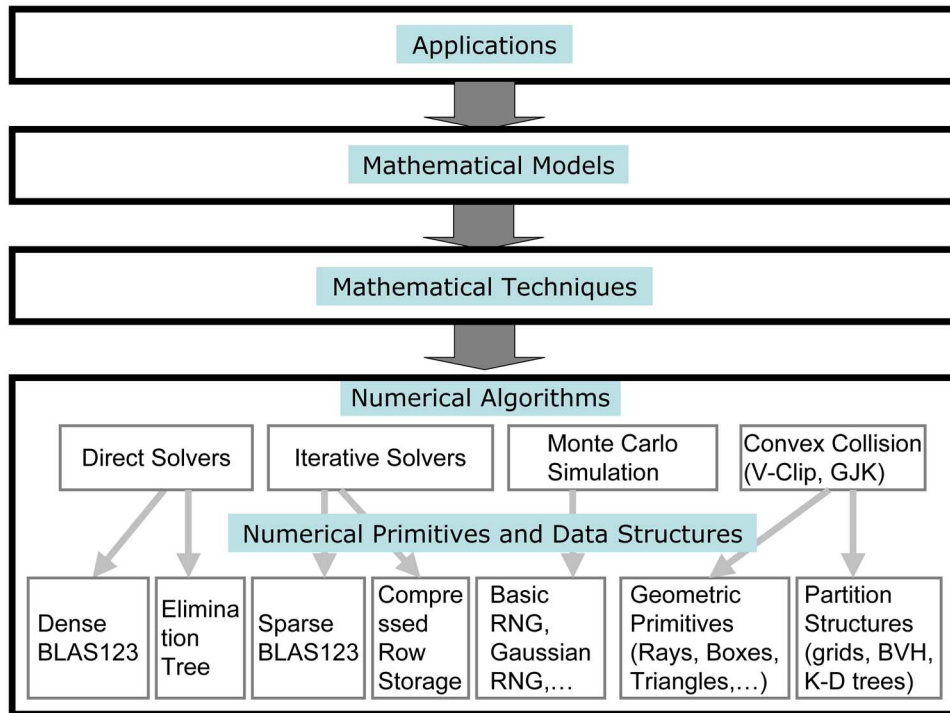 Applications
Mathematical Models
Mathematical Techniques
Numerical Algorithms
Direct Solvers
Iterative Solvers
Monte Carlo
Simulation
Convex Collision
(V-Clip, GJK)
Numerical Primitives and Data Structures
Dense
BLAS123
Elimina
tion
Tree
Sparse
BLAS123
Compre
ssed
Row
Storage
Basic
RNG,
Gaussian
RNG,...
Geometric
Primitives
(Rays, Boxes,
Triangles,...)
Partition
Structures
(grids, BVH,
K-D trees)